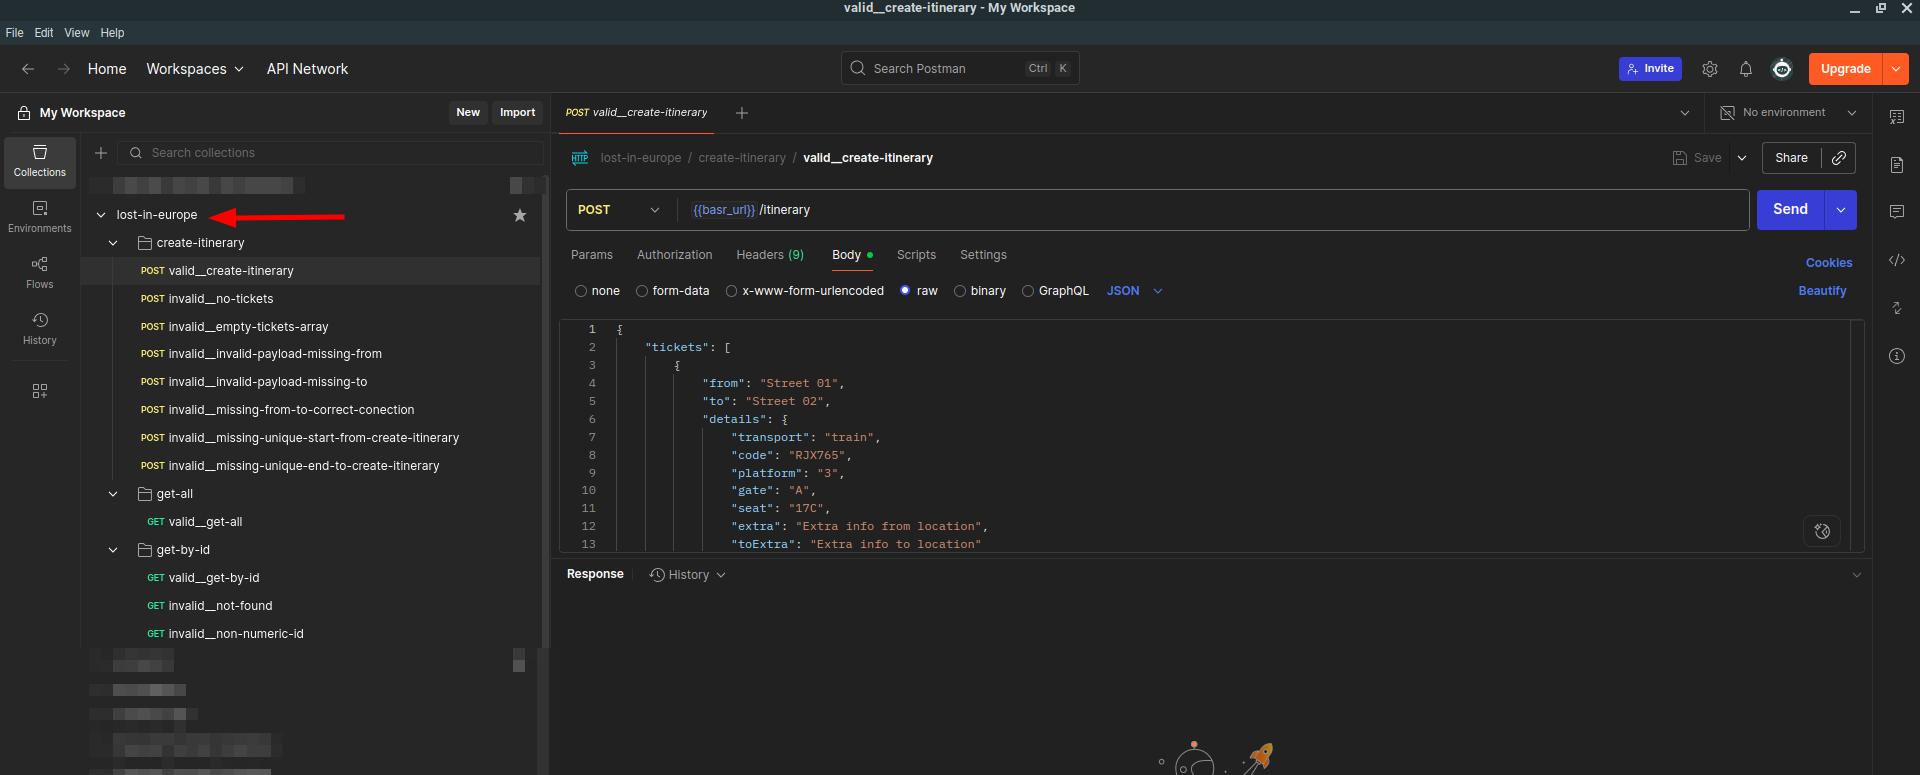 valid__create-itinerary - My Workspace
File Edit View Help
Home Workspaces API Network
Search Postman Ctrl K
Invite
Upgrade
My Workspace
New Import
POST valid__create-itinerary
No environment
Search collections
Collections
Environments
Flows
History
lost-in-europe
create-itinerary
POST valid__create-itinerary
POST invalid__no-tickets
POST invalid__empty-tickets-array
POST invalid__invalid-payload-missing-from
POST invalid__invalid-payload-missing-to
POST invalid__missing-from-to-correct-conection
POST invalid__missing-unique-start-from-create-itinerary
POST invalid__missing-unique-end-to-create-itinerary
get-all
GET valid__get-all
get-by-id
GET valid__get-by-id
GET invalid__not-found
GET invalid__non-numeric-id
HTTP lost-in-europe / create-itinerary / valid__create-itinerary
Save Share
POST {{basr_url}} /itinerary
Send
Params Authorization Headers (9) Body Scripts Settings
Cookies
none form-data x-www-form-urlencoded raw binary GraphQL JSON
Beautify
1 {
2 "tickets": [
3 {
4 "from": "Street 01",
5 "to": "Street 02",
6 "details": {
7 "transport": "train",
8 "code": "RJX765",
9 "platform": "3",
10 "gate": "A",
11 "seat": "17C",
12 "extra": "Extra info from location",
13 "toExtra": "Extra info to location"
Response History